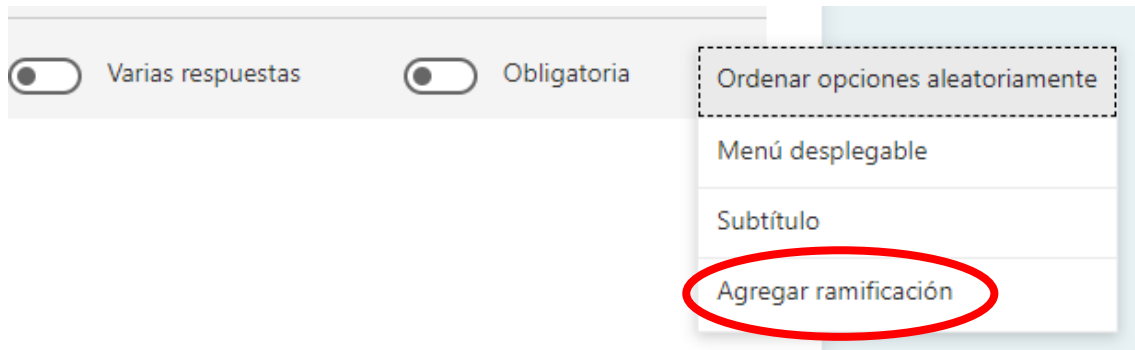 Varias respuestas
Obligatoria
Ordenar opciones aleatoriamente
Menú desplegable
Subtítulo
Agregar ramificación